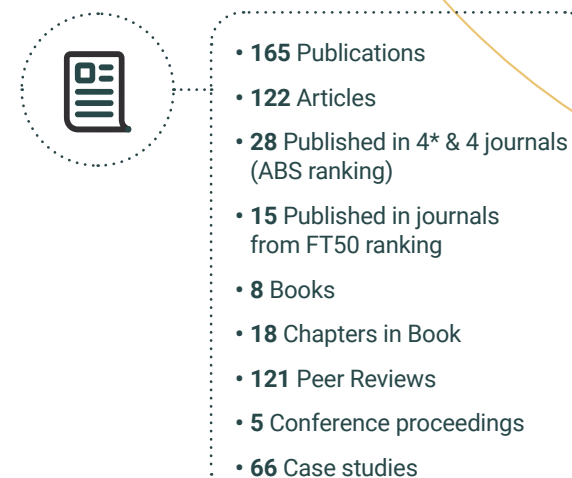 • 165 Publications
• 122 Articles
• 28 Published in 4* & 4 journals
(ABS ranking)
• 15 Published in journals
from FT50 ranking
• 8 Books
• 18 Chapters in Book
• 121 Peer Reviews
• 5 Conference proceedings
• 66 Case studies